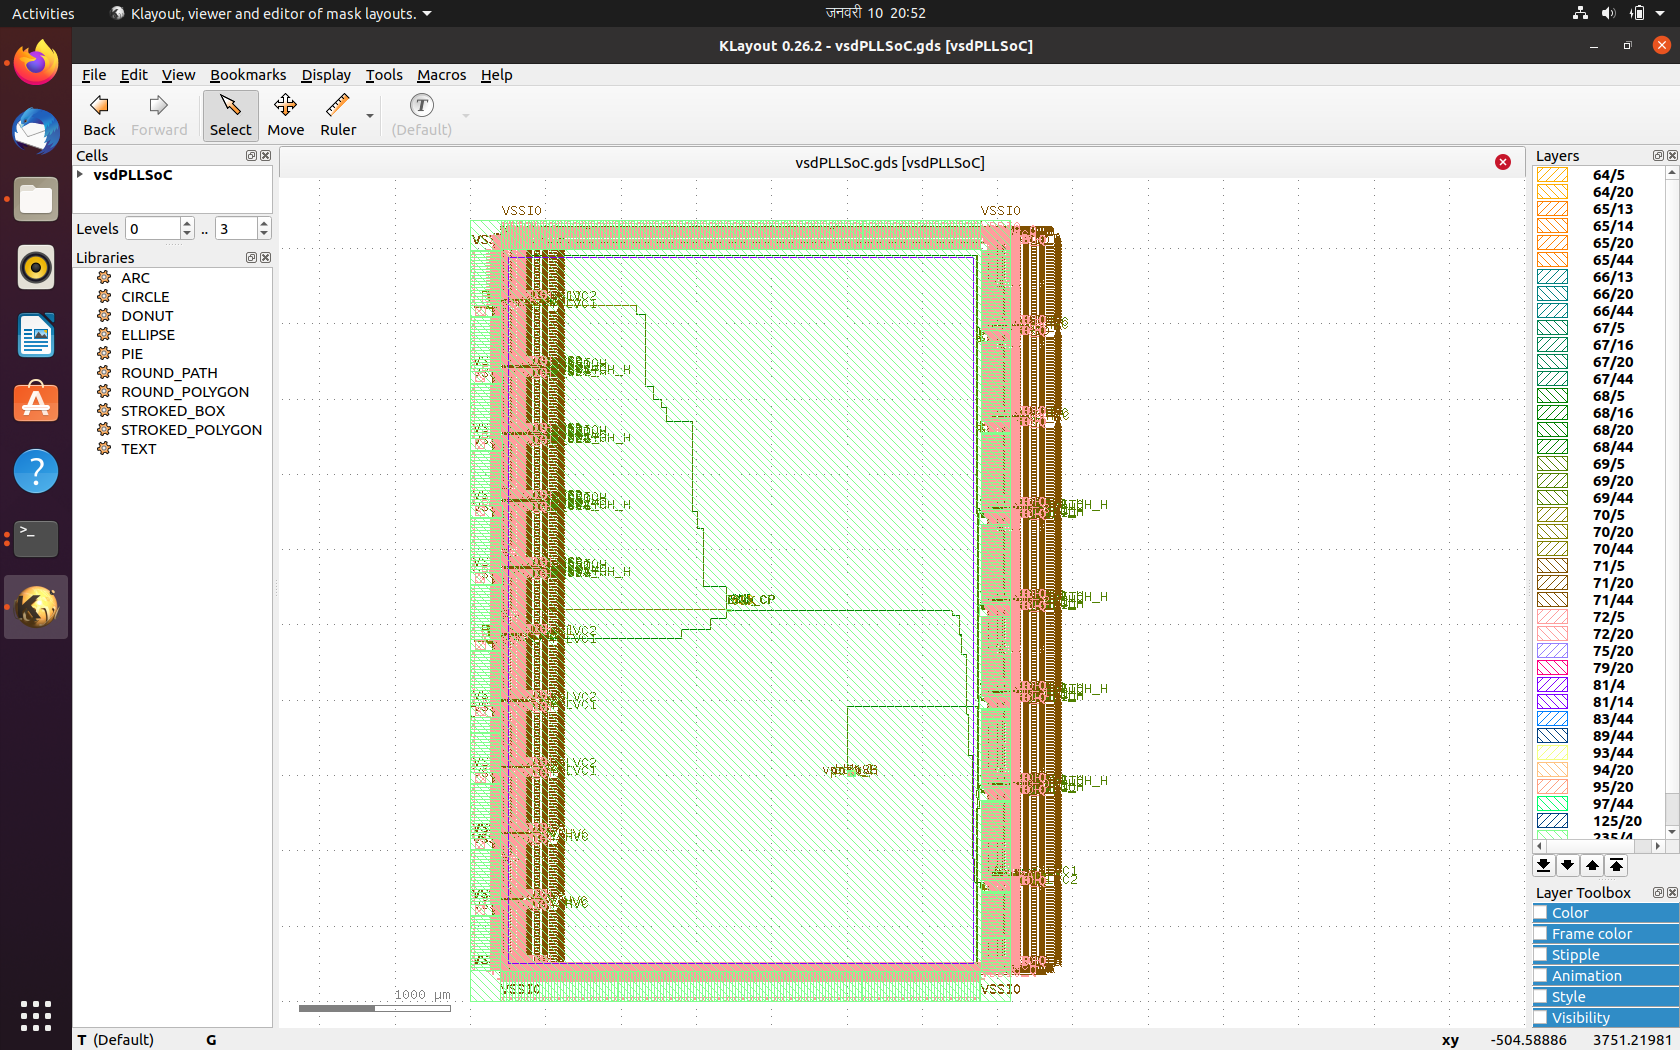 Activities
Klayout, viewer and editor of mask layouts.
जनवरी 10 20:52
KLayout 0.26.2 - vsdPLLSoC.gds [vsdPLLSoC]
File Edit View Bookmarks Display Tools Macros Help
Back
Forward
Select
Move
Ruler
T
(Default)
Cells
vsdPLLSoC
Levels 0 .. 3
Libraries
ARC
CIRCLE
DONUT
ELLIPSE
PIE
ROUND_PATH
ROUND_POLYGON
STROKED_BOX
STROKED_POLYGON
TEXT
vsdPLLSoC.gds [vsdPLLSoC]
VSSIO
VSSIO
VSSIO
VSSIO
1000 µm
Layers
64/5
64/20
65/13
65/14
65/20
65/44
66/13
66/20
66/44
67/5
67/16
67/20
67/44
68/5
68/16
68/20
68/44
69/5
69/20
69/44
70/5
70/20
70/44
71/5
71/20
71/44
72/5
72/20
75/20
79/20
81/4
81/14
83/44
89/44
93/44
94/20
95/20
97/44
125/20
235/4
Layer Toolbox
Color
Frame color
Stipple
Animation
Style
Visibility
T (Default)
G
xy -504.58886 3751.21981